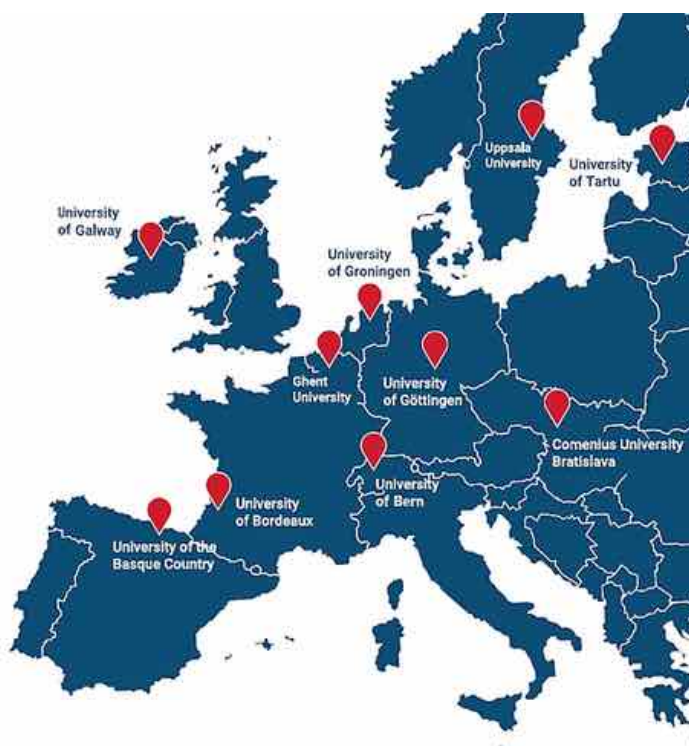 Uppsala
University
University
of Tartu
University
of Galway
University
of Groningen
Ghent
University
University
of Göttingen
Comenius University
Bratislava
University
of Bern
University
of Bordeaux
University of the
Basque Country